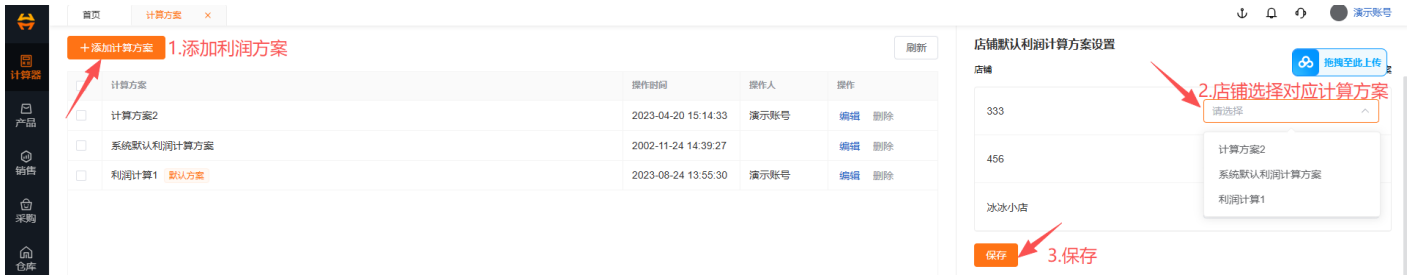 首页
计算方案 ×
演示账号
计算器
产品
销售
采购
仓库
+添加计算方案
1.添加利润方案
刷新
计算方案 操作时间 操作人 操作
计算方案2 2023-04-20 15:14:33 演示账号 编辑 删除
系统默认利润计算方案 2002-11-24 14:39:27 编辑 删除
利润计算1 默认方案 2023-08-24 13:55:30 演示账号 编辑 删除
店铺默认利润计算方案设置
店铺
拖拽至此上传
2.店铺选择对应计算方案
333
请选择
计算方案2
456
系统默认利润计算方案
利润计算1
冰冰小店
保存
3.保存